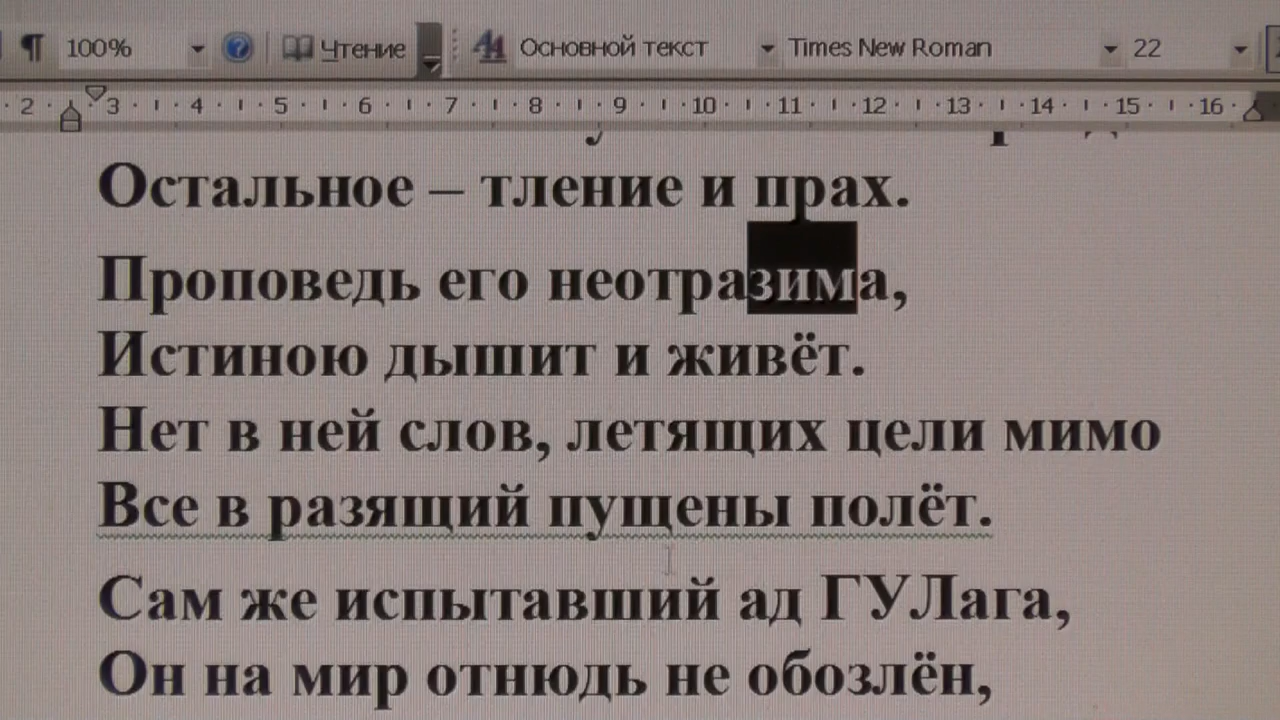 ¶ 100% Чтение Основной текст Times New Roman 22
2 3 4 5 6 7 8 9 10 11 12 13 14 15 16
Остальное – тление и прах.
Проповедь его неотразима,
Истиною дышит и живёт.
Нет в ней слов, летящих цели мимо
Все в разящий пущены полёт.
Сам же испытавший ад ГУЛага,
Он на мир отнюдь не обозлён,